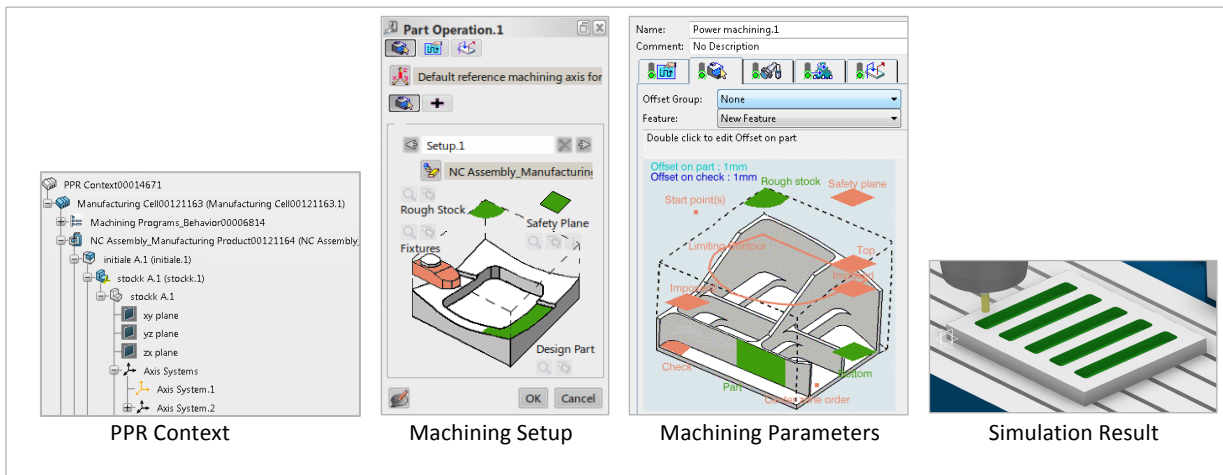 PPR Context00014671
Manufacturing Cell00121163 (Manufacturing Cell00121163.1)
Machining Programs_Behavior00006814
NC Assembly_Manufacturing Product00121164 (NC Assembly_
initiale A.1 (initiale.1)
stockk A.1 (stockk.1)
stockk A.1
xy plane
yz plane
zx plane
Axis Systems
Axis System.1
Axis System.2
PPR Context
Part Operation.1
Default reference machining axis for
Setup.1
NC Assembly_Manufacturing
Rough Stock
Safety Plane
Fixtures
Design Part
OK Cancel
Machining Setup
Name: Power machining.1
Comment: No Description
Offset Group: None
Feature: New Feature
Double click to edit Offset on part
Offset on part : 1mm
Offset on check : 1mm
Rough stock
Safety plane
Start point(s)
Limiting contour
Top
Imposed
Check
Part
Bottom
zone order
Machining Parameters
Simulation Result